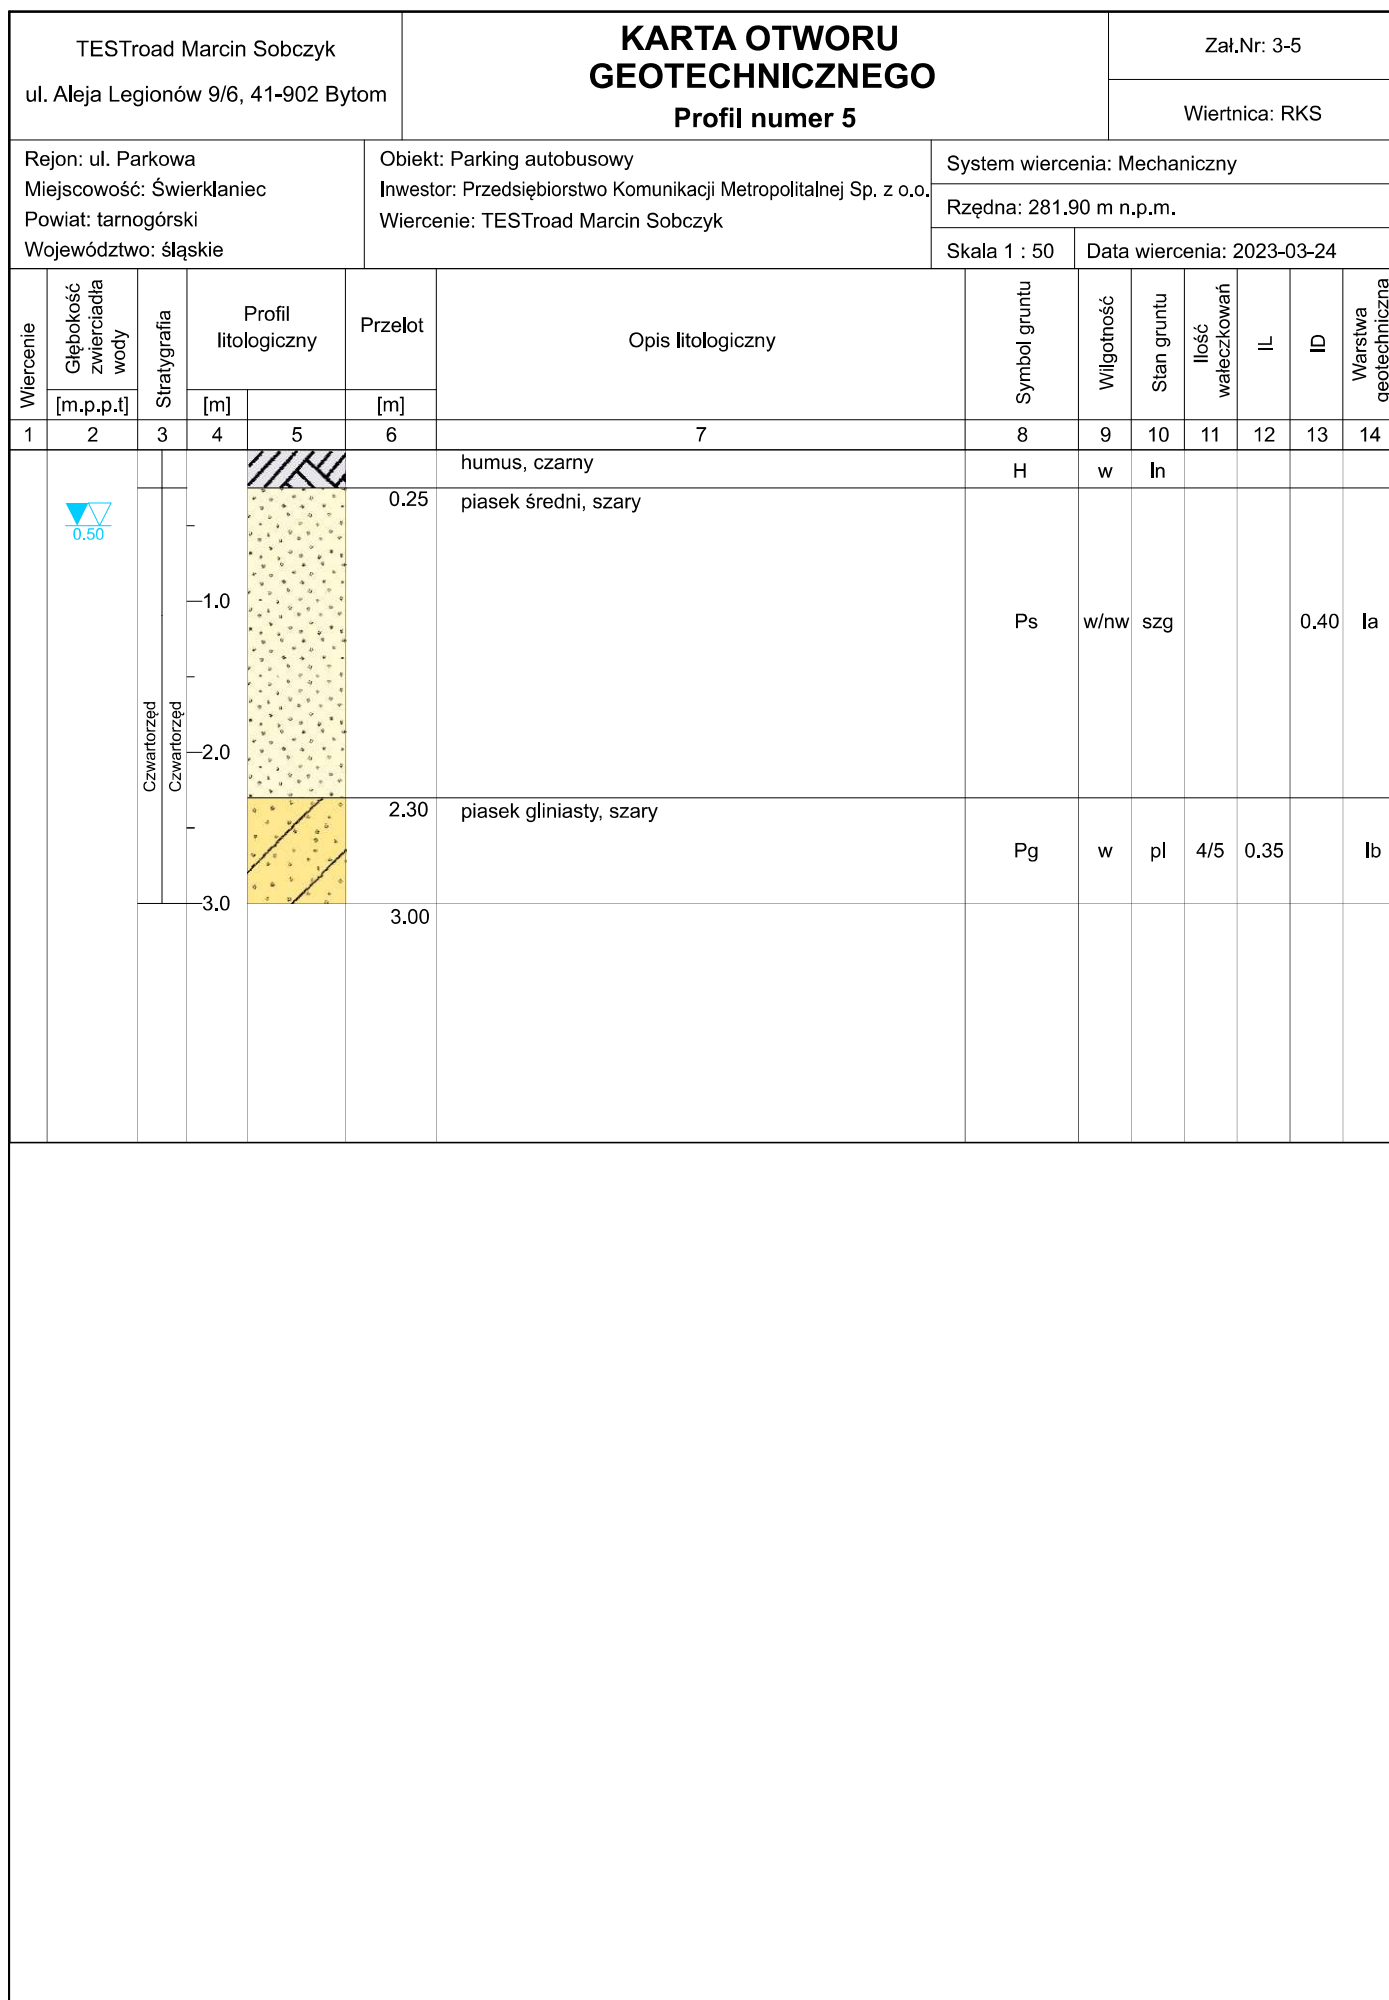 TESTroad Marcin Sobczyk
ul. Aleja Legionów 9/6, 41-902 Bytom
KARTA OTWORU
GEOTECHNICZNEGO
Profil numer 5
Zał.Nr: 3-5
Wiertnica: RKS
Rejon: ul. Parkowa
Miejscowość: Świerklaniec
Powiat: tarnogórski
Województwo: śląskie
Obiekt: Parking autobusowy
Inwestor: Przedsiębiorstwo Komunikacji Metropolitalnej Sp. z o.o.
Wiercenie: TESTroad Marcin Sobczyk
System wiercenia: Mechaniczny
Rzędna: 281.90 m n.p.m.
Skala 1 : 50
Data wiercenia: 2023-03-24
Wiercenie
Głębokość
zwierciadła
wody
[m.p.p.t]
Stratygrafia
Profil
litologiczny
[m]
Przelot
[m]
Opis litologiczny
Symbol gruntu
Wilgotność
Stan gruntu
Ilość
wałeczkowań
IL
ID
Warstwa
geotechniczna
1 2 3 4 5 6 7 8 9 10 11 12 13 14
humus, czarny
H w ln
0.25 piasek średni, szary
0.50
1.0
Ps w/nw szg 0.40 Ia
Czwartorzęd
Czwartorzęd
2.0
2.30 piasek gliniasty, szary
Pg w pl 4/5 0.35 Ib
3.0
3.00